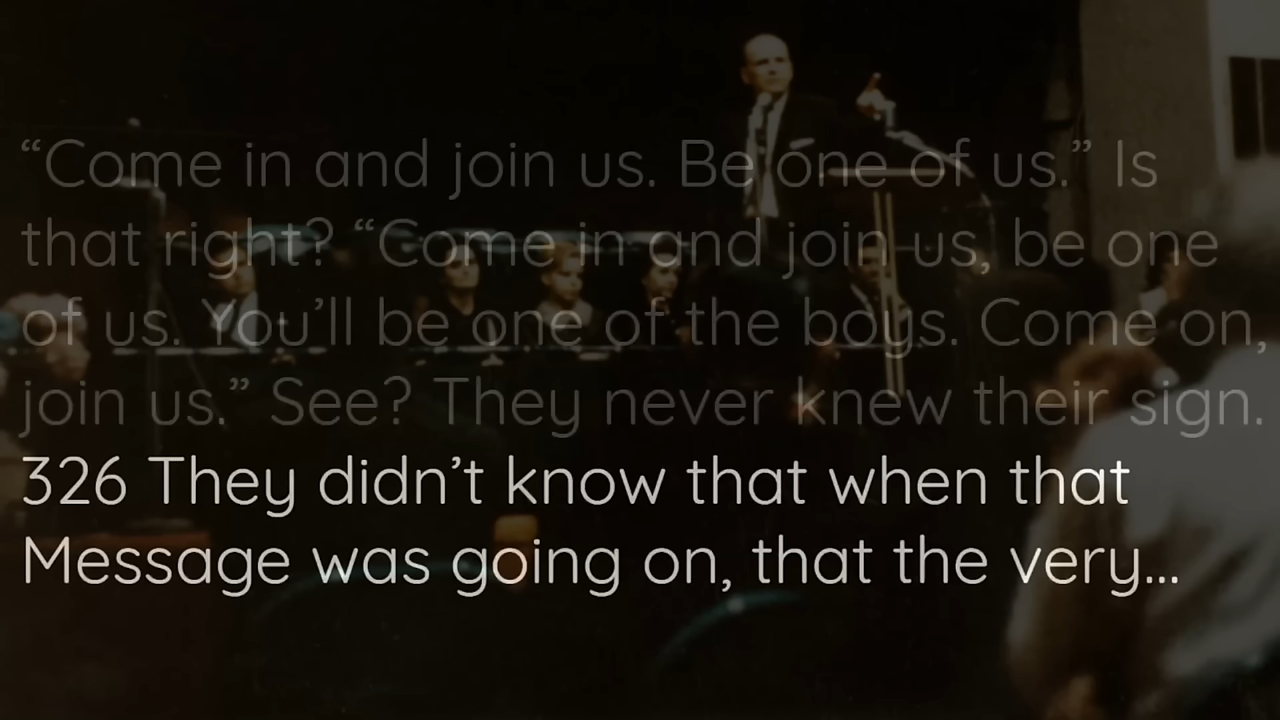 “Come in and join us. Be one of us.” Is
that right? “Come in and join us, be one
of us. You’ll be one of the boys. Come on,
join us.” See? They never knew their sign.
326 They didn’t know that when that
Message was going on, that the very...